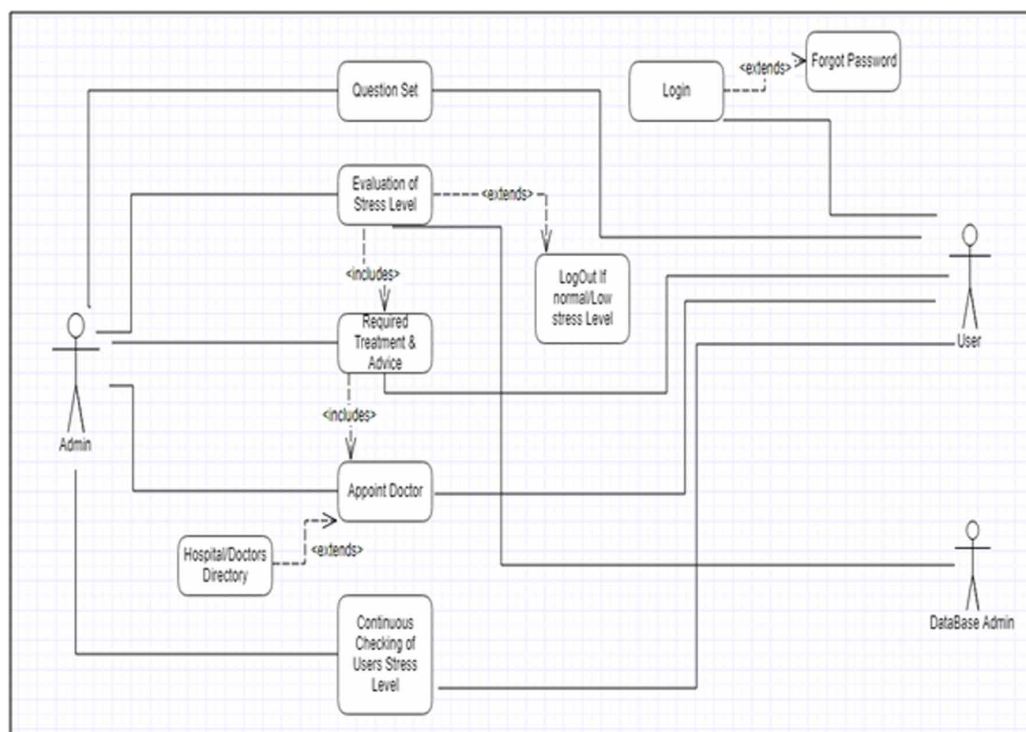 Forgot Password
<extends>
Login
Question Set
Evaluation of
Stress Level
<extends>
<includes>
LogOut If
normal/Low
stress Level
Required
Treatment &
Advice
User
<includes>
Admin
Appoint Doctor
Hospital/Doctors
Directory
<extends>
DataBase Admin
Continuous
Checking of
Users Stress
Level